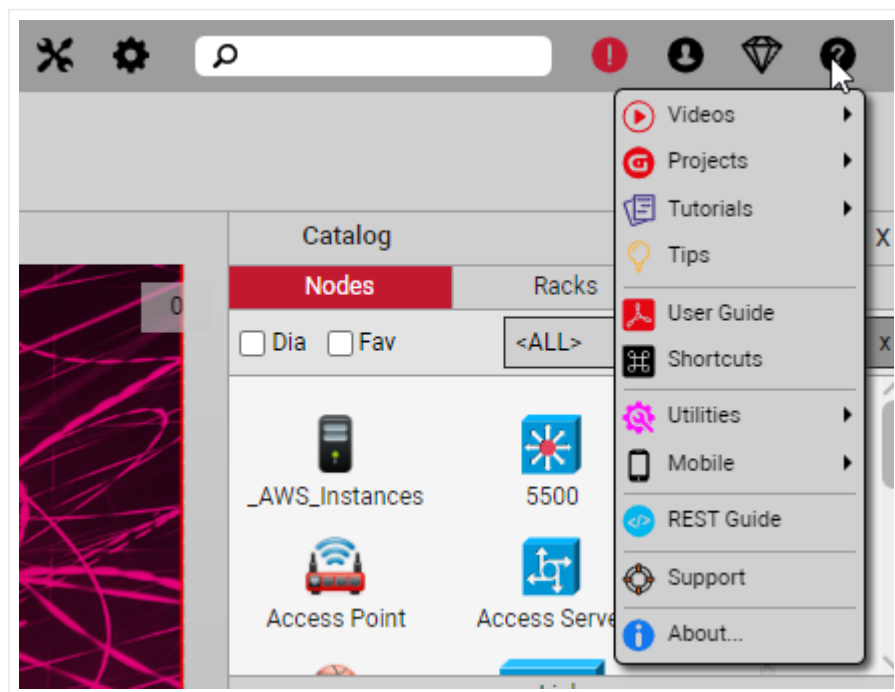 0
Catalog
X
Nodes
Racks
Dia
Fav
<ALL>
x
_AWS_Instances
5500
Access Point
Access Serve
Videos
Projects
Tutorials
Tips
User Guide
Shortcuts
Utilities
Mobile
REST Guide
Support
About...